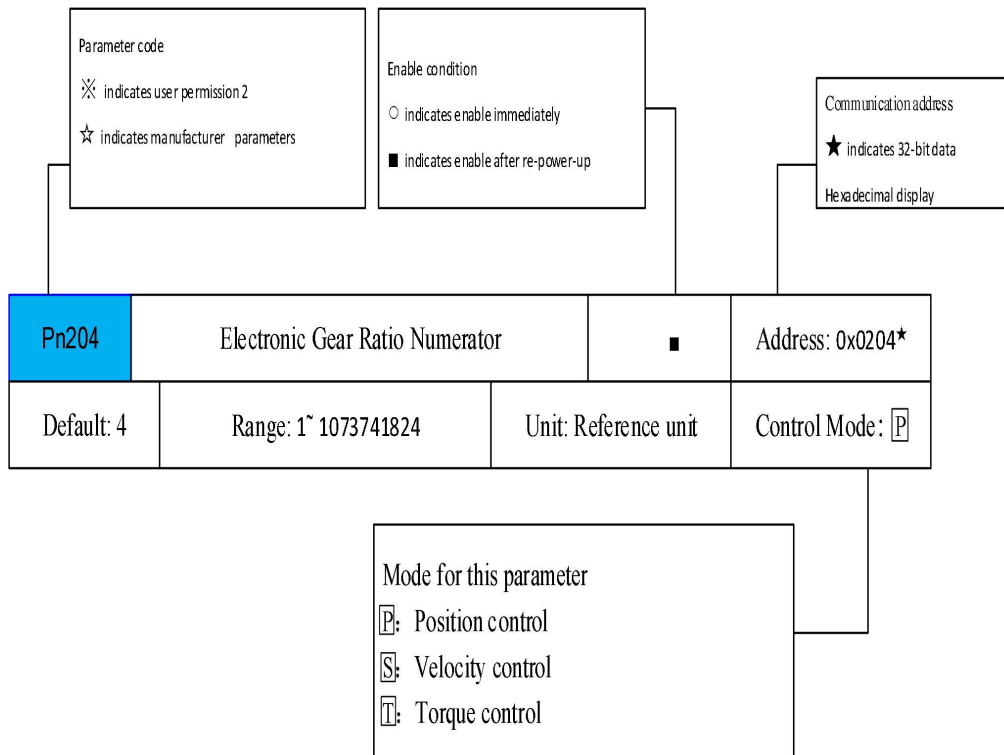 Parameter code
※ indicates user permission 2
☆ indicates manufacturer parameters
Enable condition
○ indicates enable immediately
■ indicates enable after re-power-up
Communication address
★ indicates 32-bit data
Hexadecimal display
Pn204
Electronic Gear Ratio Numerator
■
Address: 0x0204★
Default: 4
Range: 1~ 1073741824
Unit: Reference unit
Control Mode: P
Mode for this parameter
P: Position control
S: Velocity control
T: Torque control